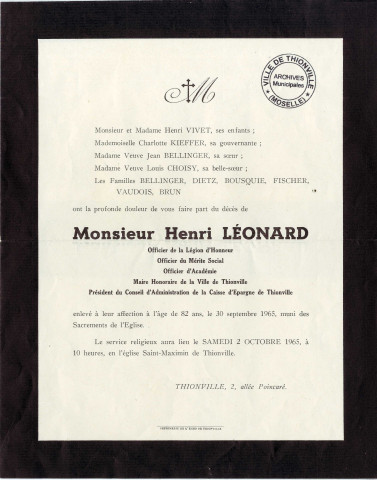 M
VILLE DE THIONVILLE
ARCHIVES
Municipales
(MOSELLE)
Monsieur et Madame Henri VIVET, ses enfants ;
Mademoiselle Charlotte KIEFFER, sa gouvernante ;
Madame Veuve Jean BELLINGER, sa sœur ;
Madame Veuve Louis CHOISY, sa belle-sœur ;
Les Familles BELLINGER, DIETZ, BOUSQUIE, FISCHER,
VAUDOIS, BRUN
ont la profonde douleur de vous faire part du décès de
Monsieur Henri LÉONARD
Officier de la Légion d'Honneur
Officier du Mérite Social
Officier d'Académie
Maire Honoraire de la Ville de Thionville
Président du Conseil d'Administration de la Caisse d'Epargne de Thionville
enlevé à leur affection à l'âge de 82 ans, le 30 septembre 1965, muni des
Sacrements de l'Eglise.
Le service religieux aura lieu le SAMEDI 2 OCTOBRE 1965, à
10 heures, en l'église Saint-Maximin de Thionville.
THIONVILLE, 2, allée Poincaré.